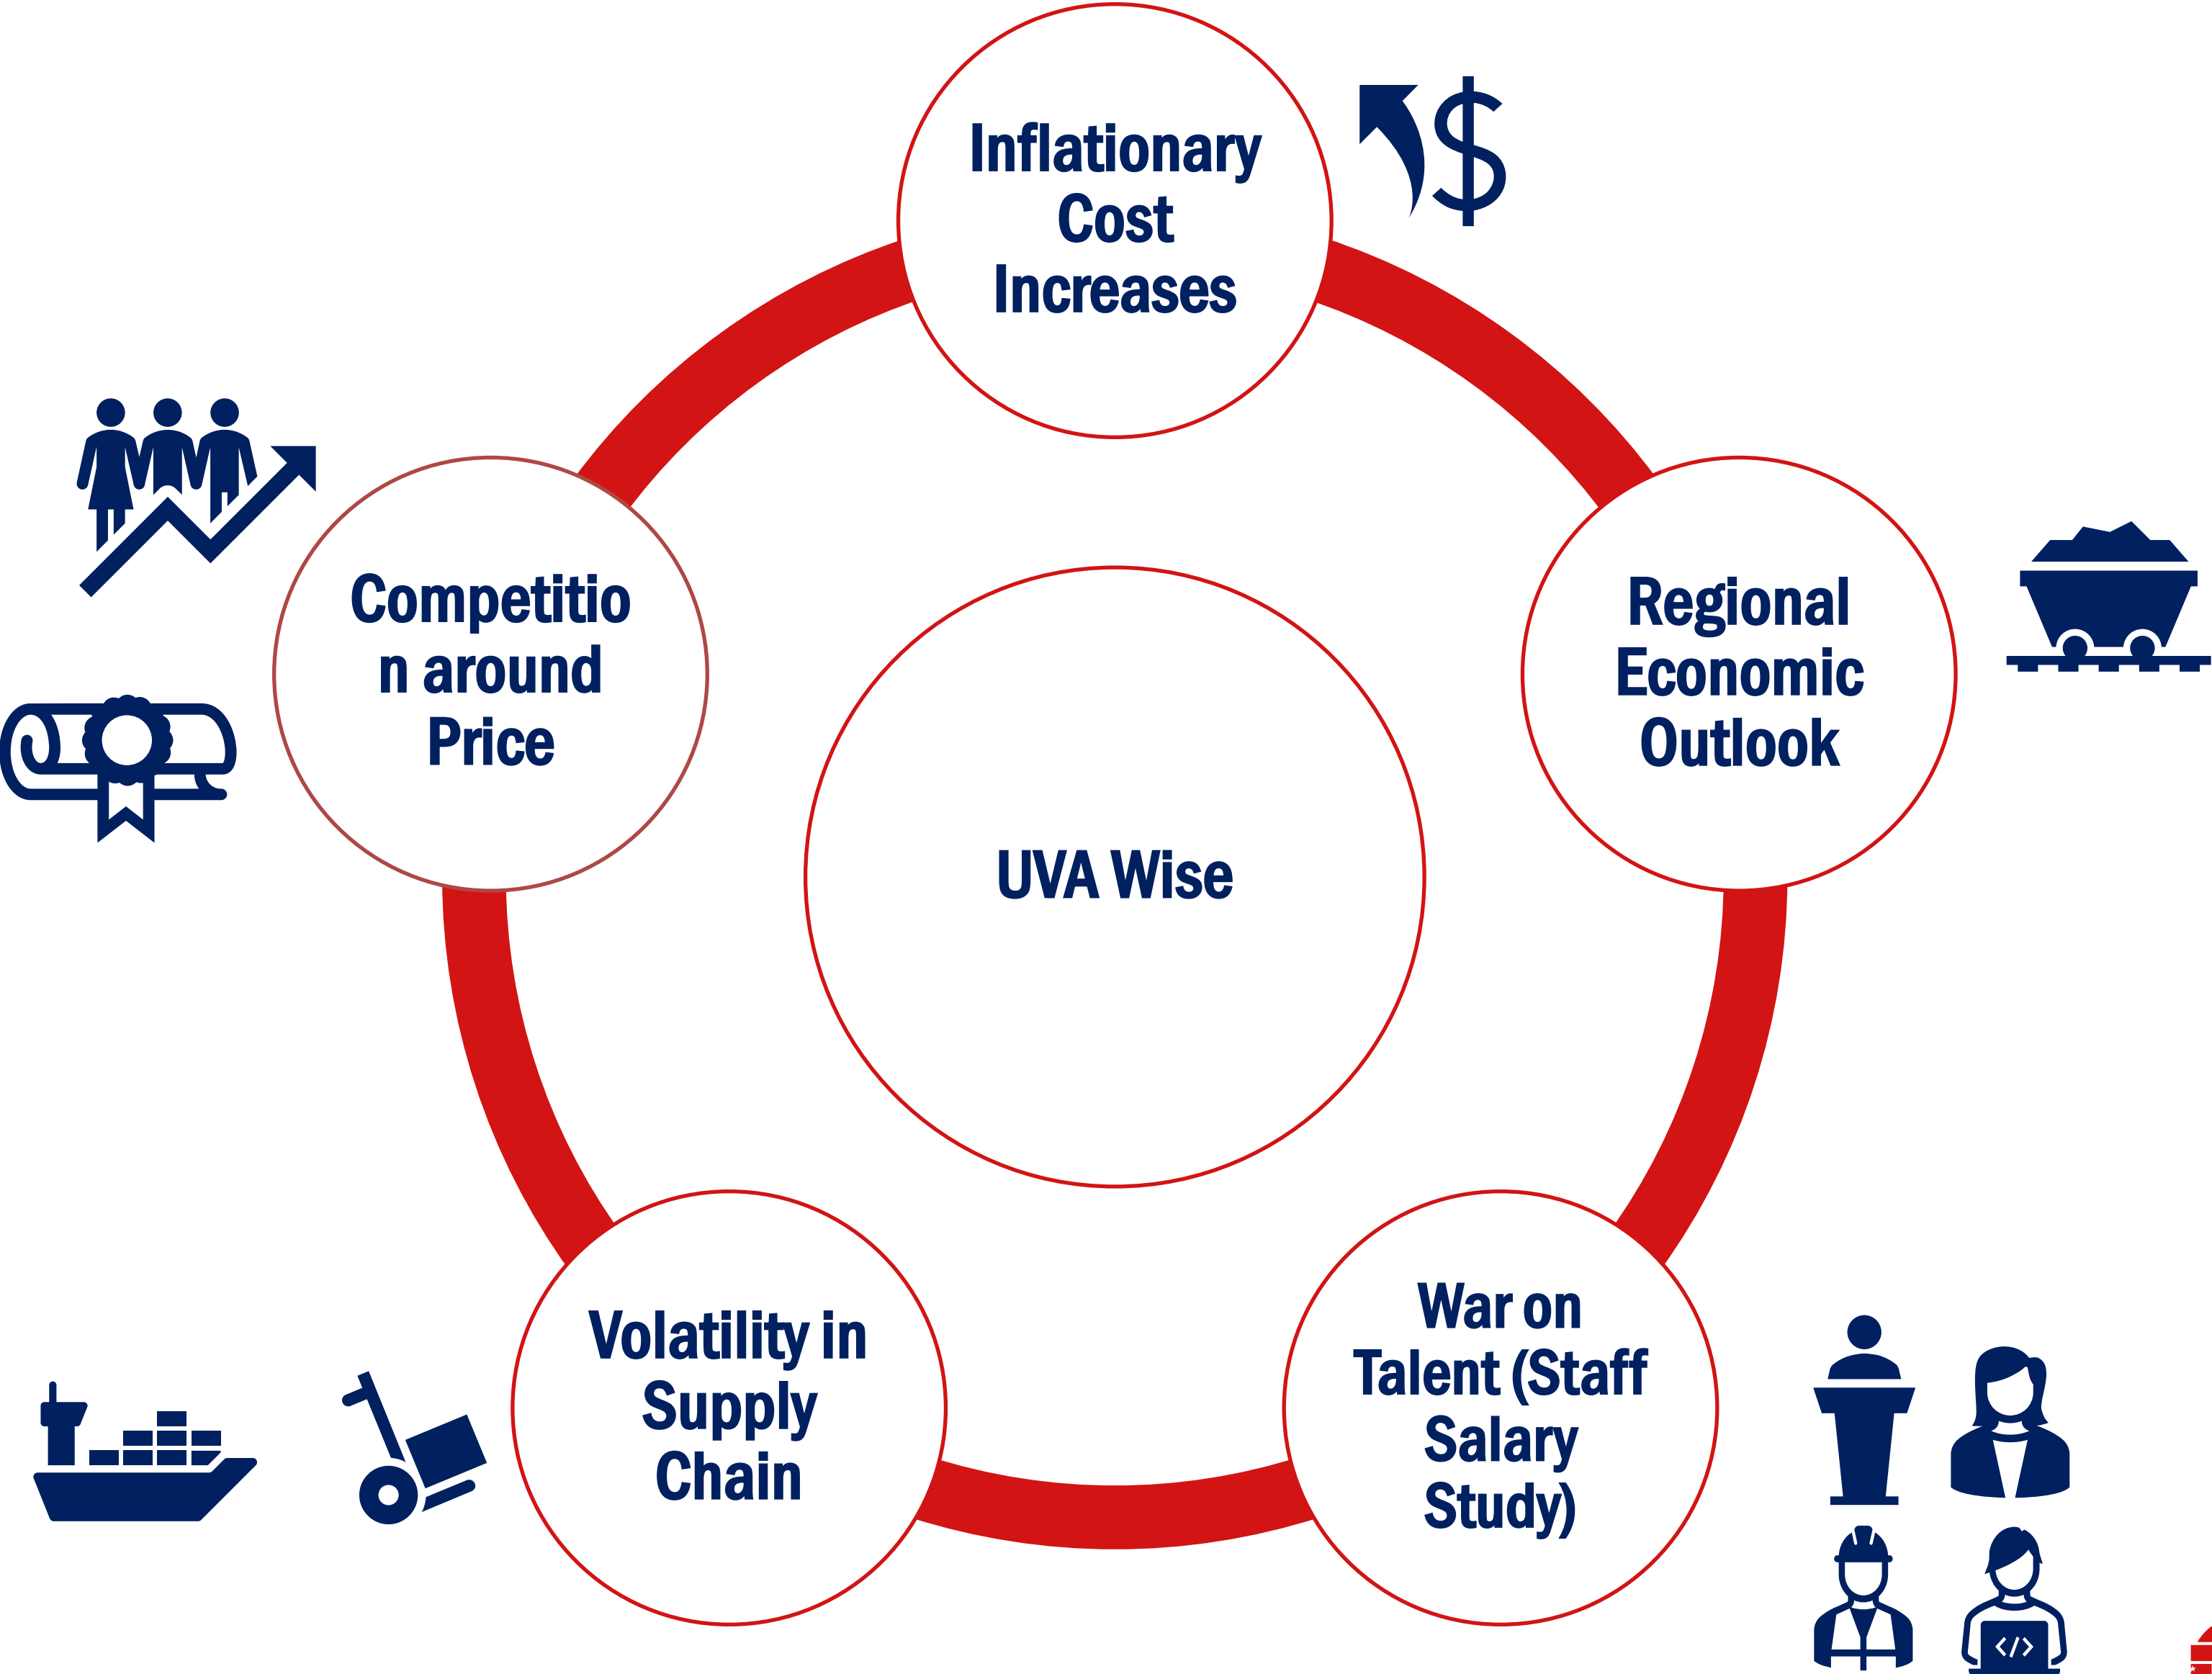 Inflationary
Cost
Increases
Competitio
n around
Price
Regional
Economic
Outlook
UVA Wise
Volatility in
Supply
Chain
War on
Talent (Staff
Salary
Study)
<//>